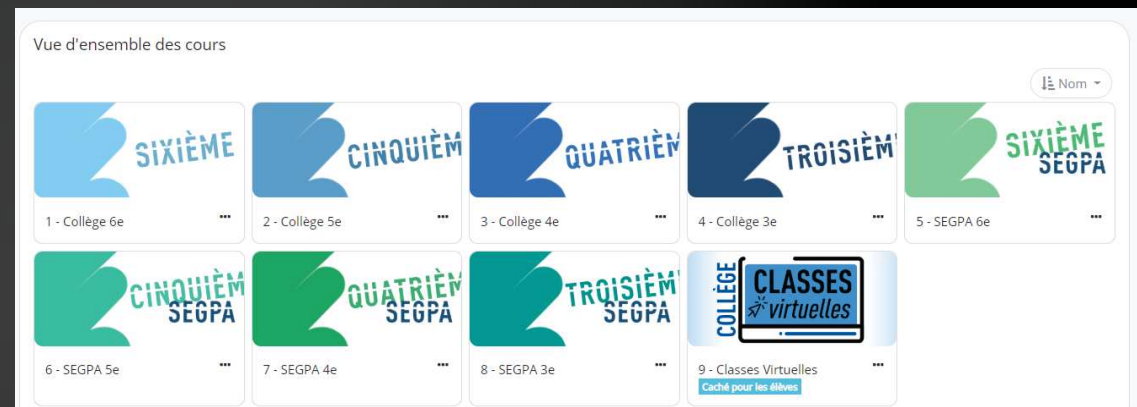 Vue d'ensemble des cours
Nom
SIXIÈME
CINQUIÈM
QUATRIÈM
TROISIÈM
SIXIÈME
SEGPA
1 - Collège 6e
2 - Collège 5e
3 - Collège 4e
4 - Collège 3e
5 - SEGPA 6e
CINQUIÈM
SEGPA
QUATRIÈM
SEGPA
TROISIÈM
SEGPA
COLLÈGE
CLASSES
virtuelles
6 - SEGPA 5e
7 - SEGPA 4e
8 - SEGPA 3e
9 - Classes Virtuelles
Caché pour les élèves